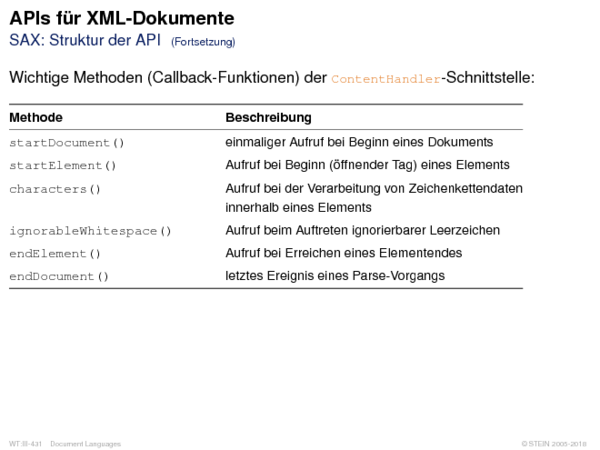 APIs für XML-Dokumente
SAX: Struktur der API (Fortsetzung)
Wichtige Methoden (Callback-Funktionen) der ContentHandler-Schnittstelle:
Methode Beschreibung
startDocument() einmaliger Aufruf bei Beginn eines Dokuments
startElement() Aufruf bei Beginn (öffnender Tag) eines Elements
characters() Aufruf bei der Verarbeitung von Zeichenkettendaten
innerhalb eines Elements
ignorableWhitespace() Aufruf beim Auftreten ignorierbarer Leerzeichen
endElement() Aufruf bei Erreichen eines Elementendes
endDocument() letztes Ereignis eines Parse-Vorgangs
WT:III-431 Document Languages © STEIN 2005-2018